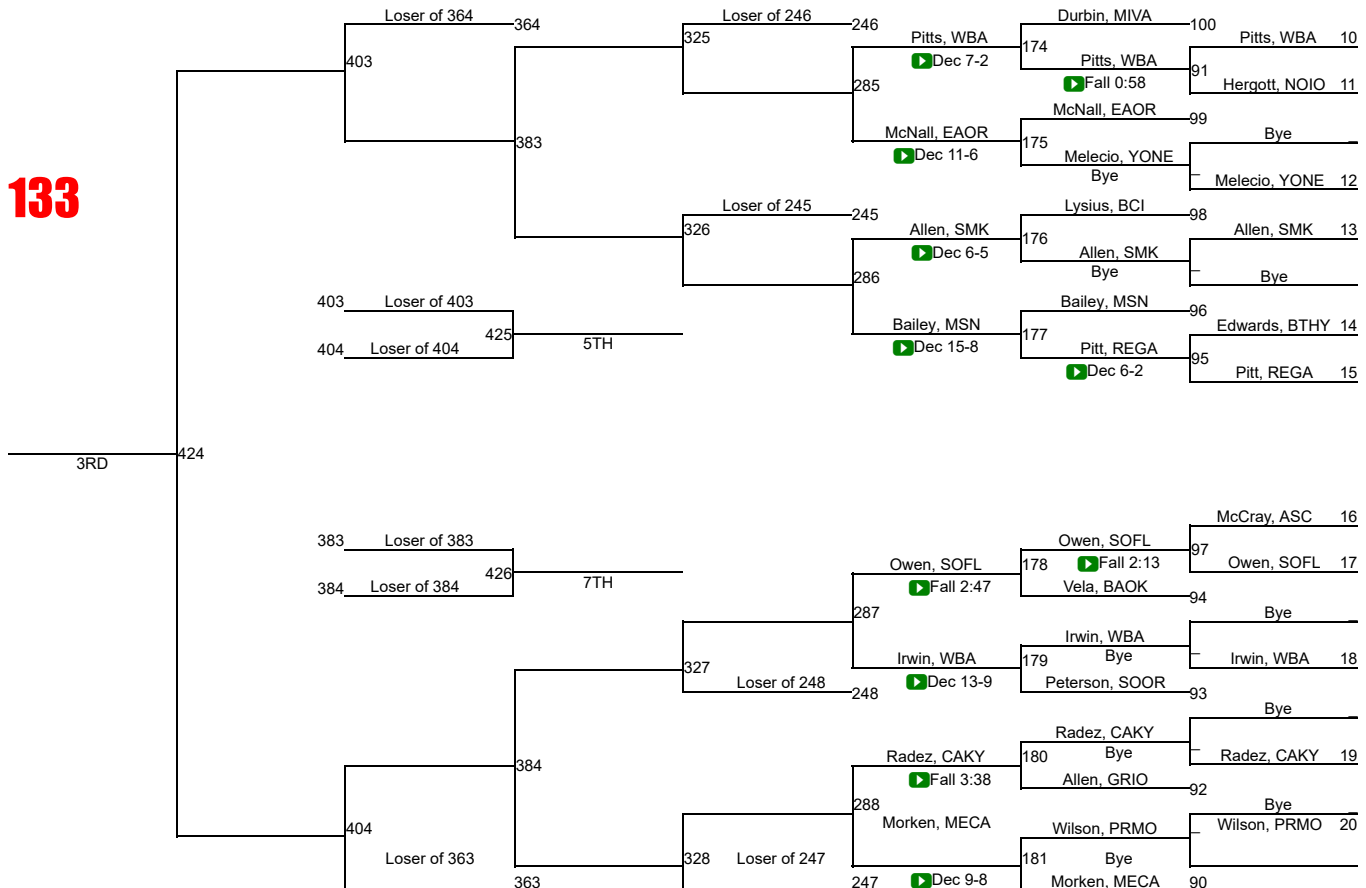 Loser of 364 364 Loser of 246 246 Durbin, MIVA 100
325 Pitts, WBA 174 Pitts, WBA 10
403 Dec 7-2 Pitts, WBA 91
285 Fall 0:58 Hergott, NOIO 11
McNall, EAOR 99
383 McNall, EAOR 175 Bye _
Dec 11-6 Melecio, YONE
Bye _ Melecio, YONE 12
133
Loser of 245 245 Lysius, BCI 98
326 Allen, SMK 176 Allen, SMK 13
Dec 6-5 Allen, SMK
286 Bye _ Bye
403 Loser of 403 Bailey, MSN 96
425 5TH Bailey, MSN 177 Edwards, BTHY 14
404 Loser of 404 Dec 15-8 Pitt, REGA 95
Dec 6-2 Pitt, REGA 15
3RD 424
McCray, ASC 16
383 Loser of 383 Owen, SOFL 97
426 7TH Owen, SOFL 178 Fall 2:13 Owen, SOFL 17
384 Loser of 384 Fall 2:47 Vela, BAOK 94
287 Bye _
Irwin, WBA
327 Irwin, WBA 179 Bye _ Irwin, WBA 18
Loser of 248 248 Dec 13-9 Peterson, SOOR 93
Bye _
Radez, CAKY
384 Radez, CAKY 180 Bye _ Radez, CAKY 19
Fall 3:38 Allen, GRIO 92
288 Bye _
404 Morken, MECA Wilson, PRMO _ Wilson, PRMO 20
Loser of 363 328 Loser of 247 181 Bye
363 247 Dec 9-8 Morken, MECA 90